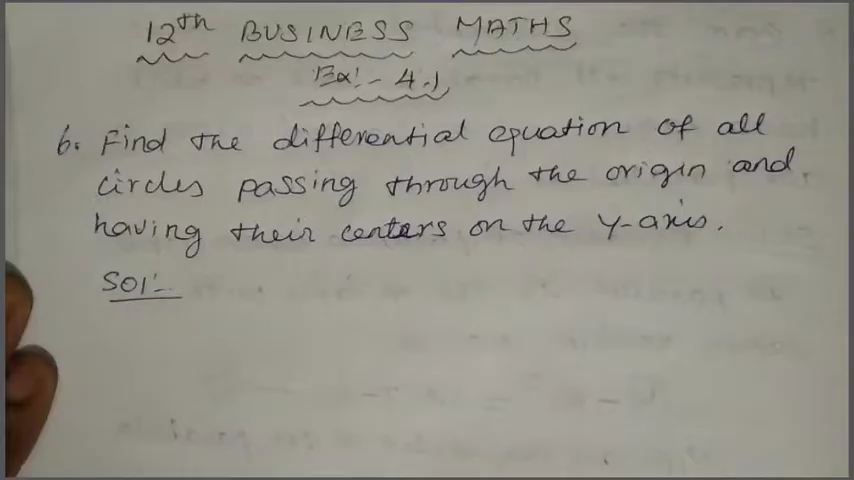 12th BUSINESS MATHS
Ex:- 4.1
6. Find the differential equation of all
circles passing through the origin and
having their centers on the y-axis.
Sol:-